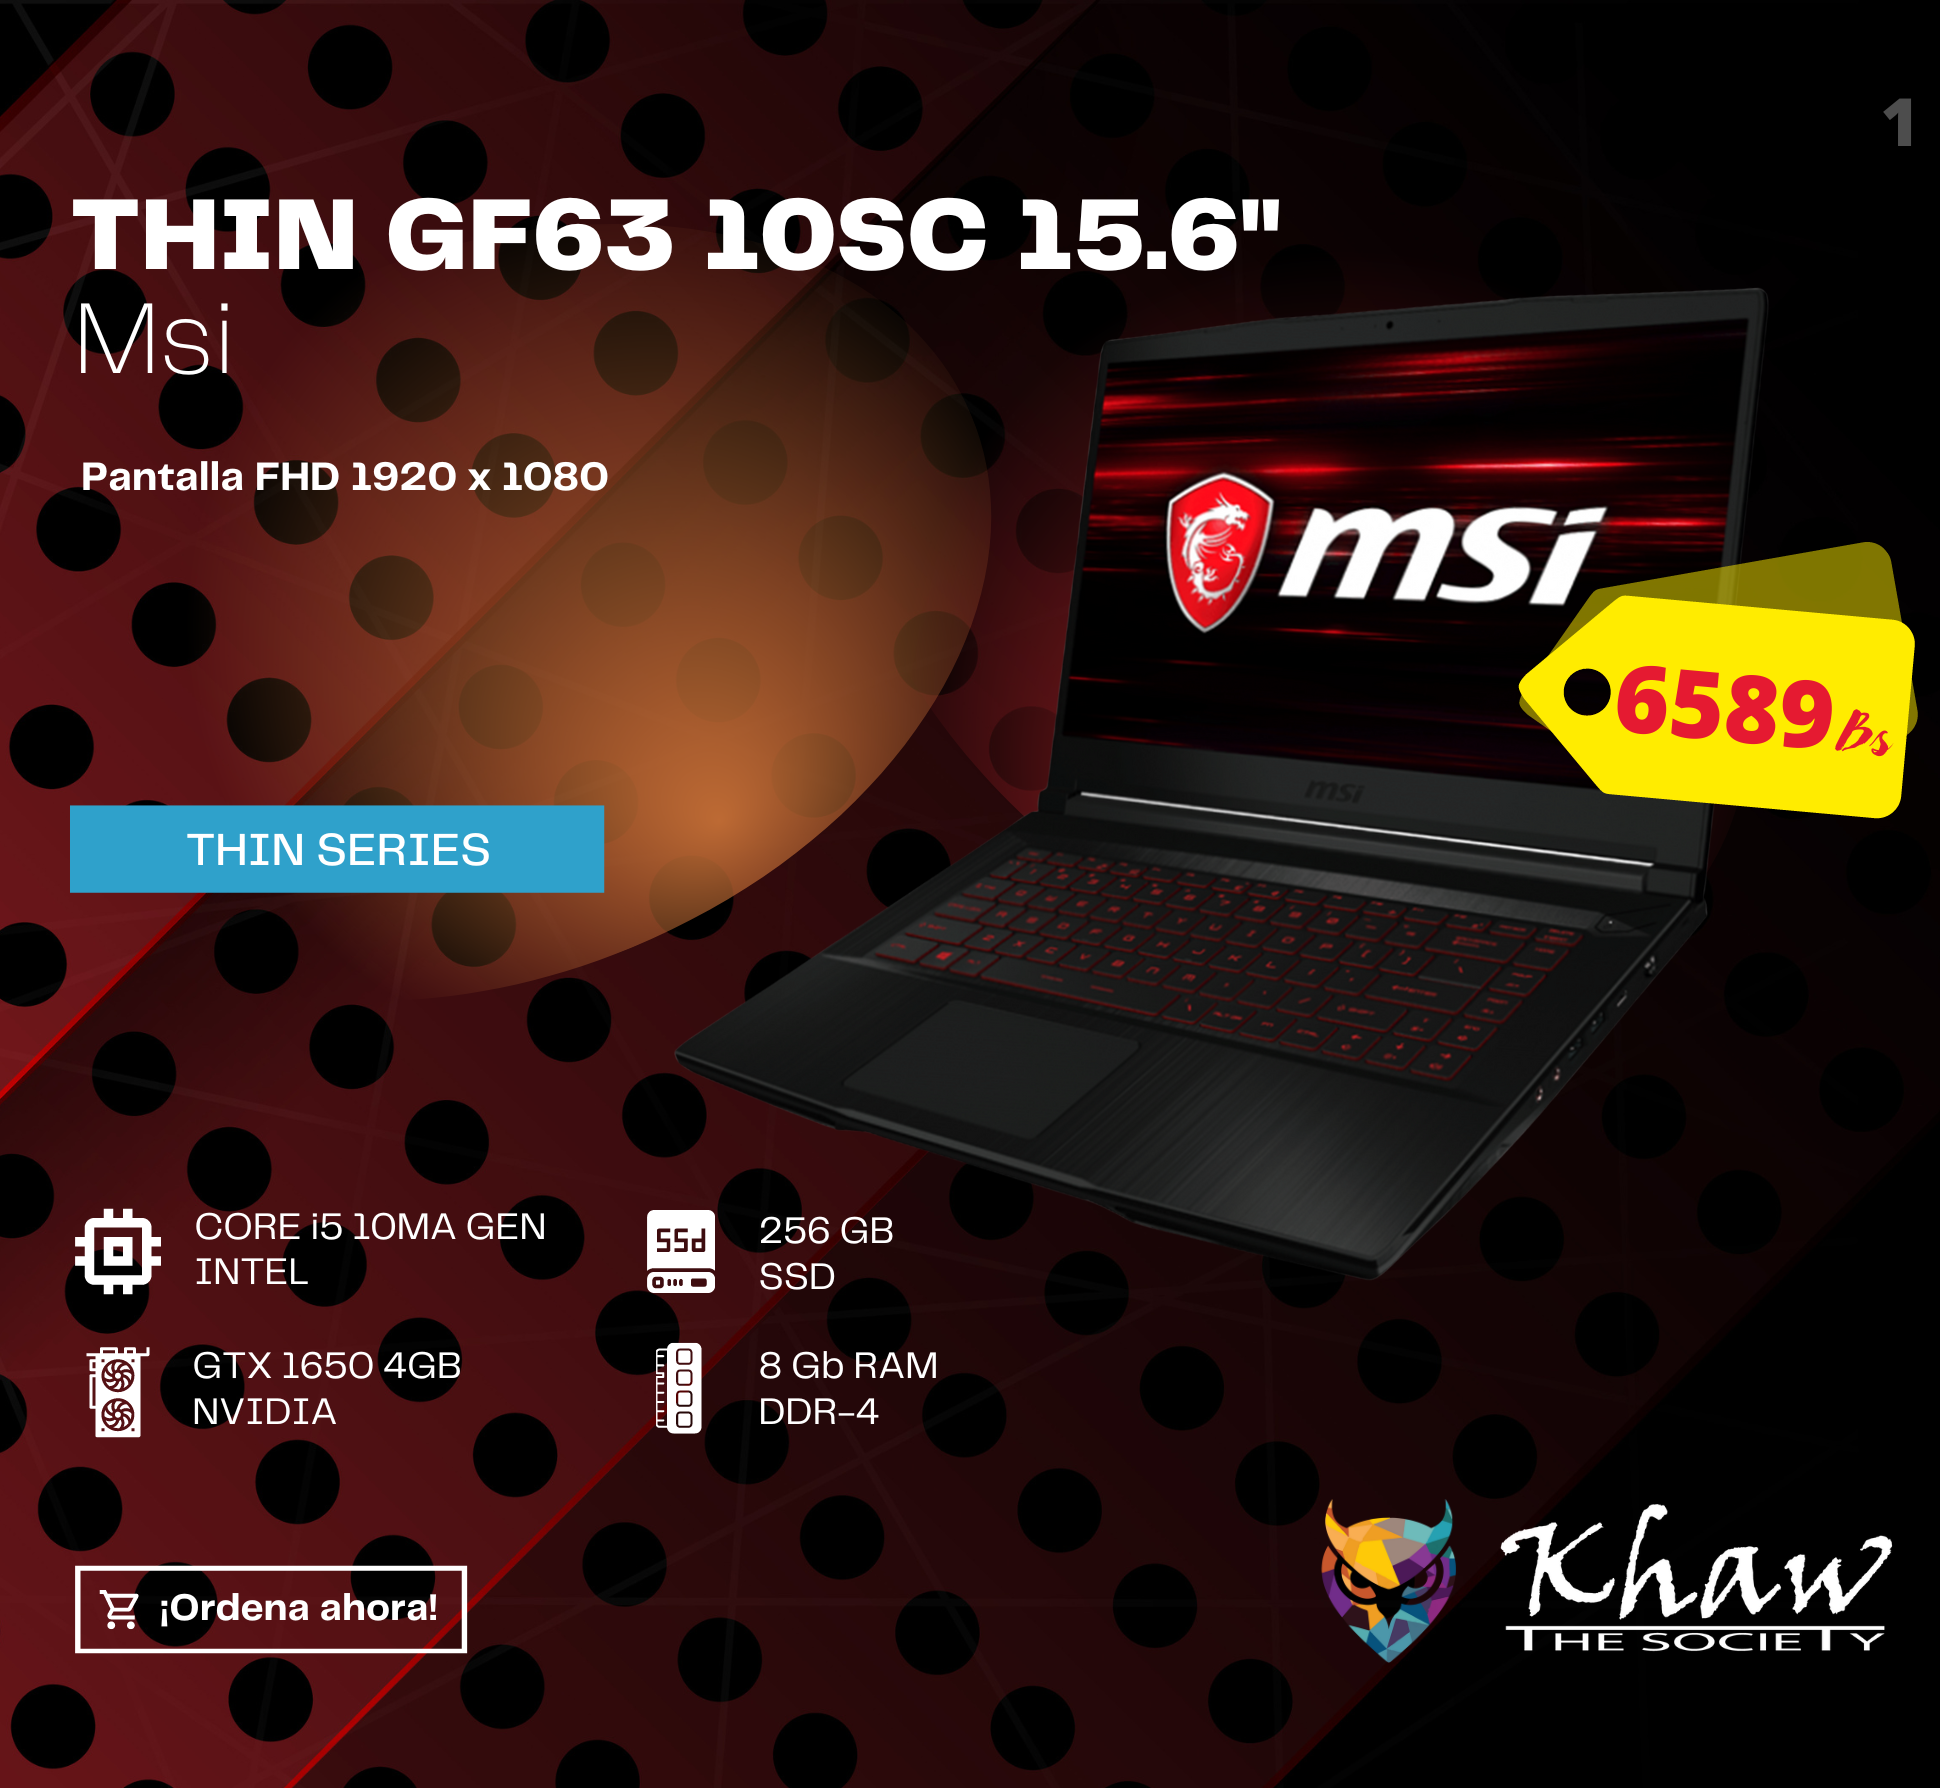 1
THIN GF63 10SC 15.6"
Msi
Pantalla FHD 1920 x 1080
msi
6589 Bs
msi
THIN SERIES
CORE i5 10MA GEN
INTEL
ssd
256 GB
SSD
GTX 1650 4GB
NVIDIA
8 Gb RAM
DDR-4
¡Ordena ahora!
Khaw
THE SOCIETY